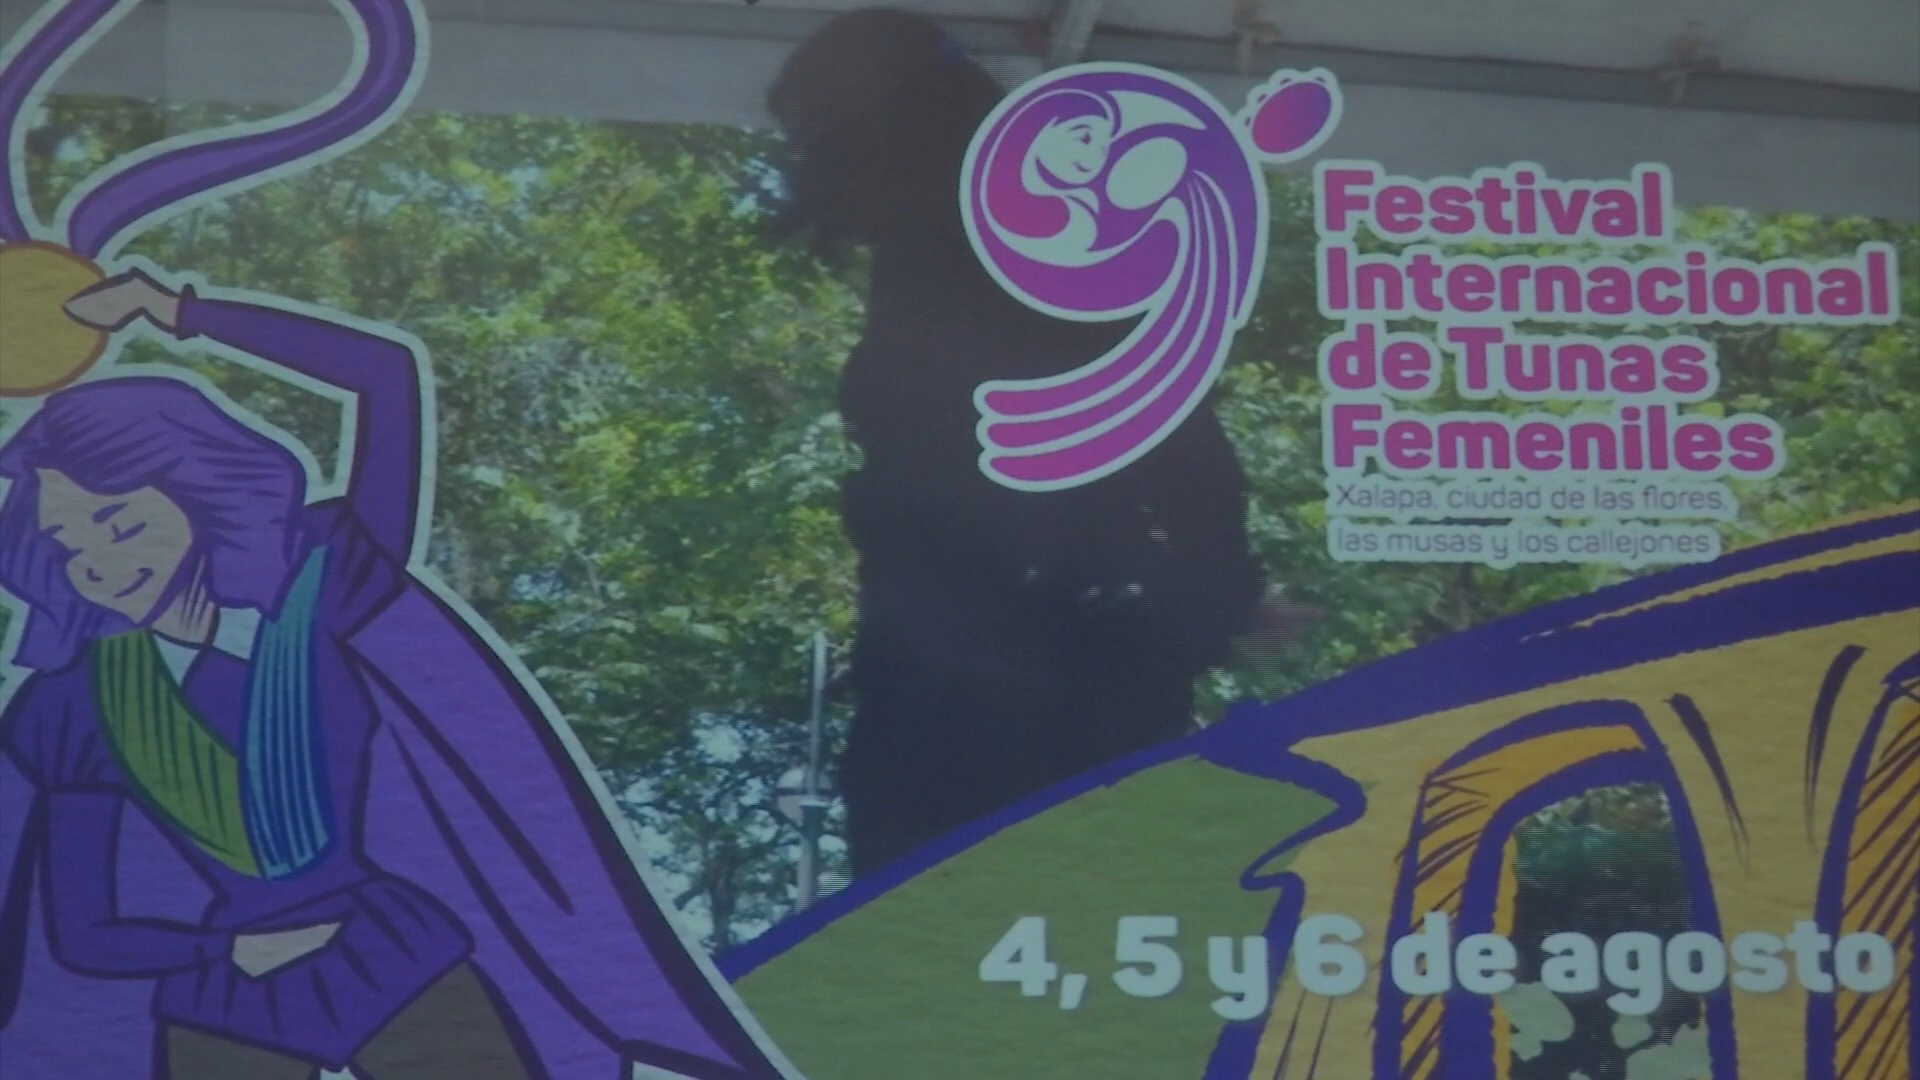 9°
Festival
Internacional
de Tunas
Femeniles
Xalapa, ciudad de las flores,
las musas y los callejones
4, 5 y 6 de agosto